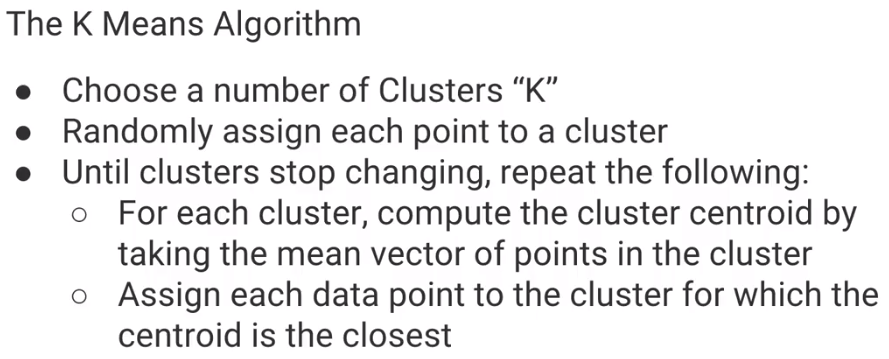 The K Means Algorithm
● Choose a number of Clusters “K”
● Randomly assign each point to a cluster
● Until clusters stop changing, repeat the following:
○ For each cluster, compute the cluster centroid by
taking the mean vector of points in the cluster
○ Assign each data point to the cluster for which the
centroid is the closest